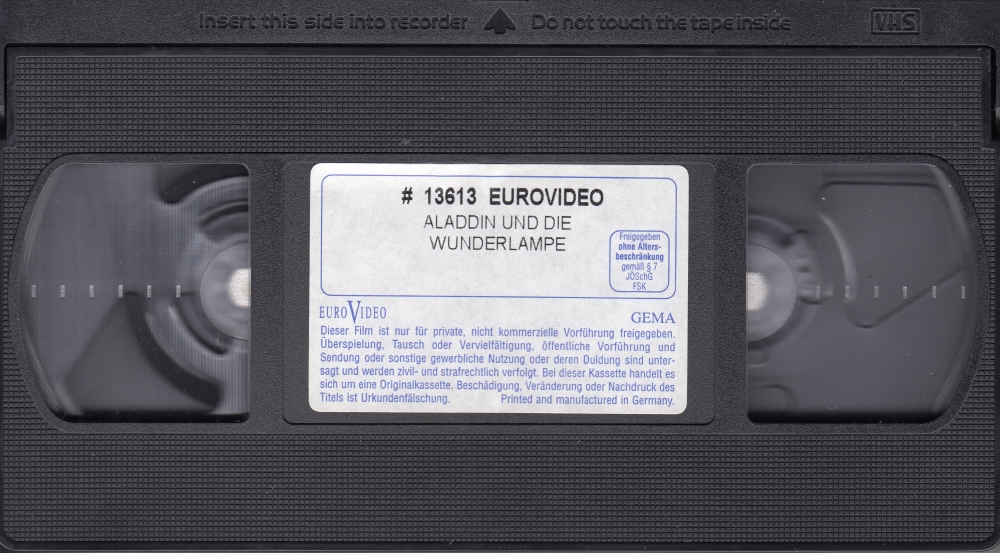 Insert this side into recorder Do not touch the tape inside VHS
# 13613 EUROVIDEO
ALADDIN UND DIE
WUNDERLAMPE
Freigegeben
ohne Alters-
beschränkung
gemäß § 7
JÖSchG
FSK
EUROVIDEO GEMA
Dieser Film ist nur für private, nicht kommerzielle Vorführung freigegeben.
Überspielung, Tausch oder Vervielfältigung, öffentliche Vorführung und
Sendung oder sonstige gewerbliche Nutzung oder deren Duldung sind unter-
sagt und werden zivil- und strafrechtlich verfolgt. Bei dieser Kassette handelt es
sich um eine Originalkassette. Beschädigung, Veränderung oder Nachdruck des
Titels ist Urkundenfälschung. Printed and manufactured in Germany.